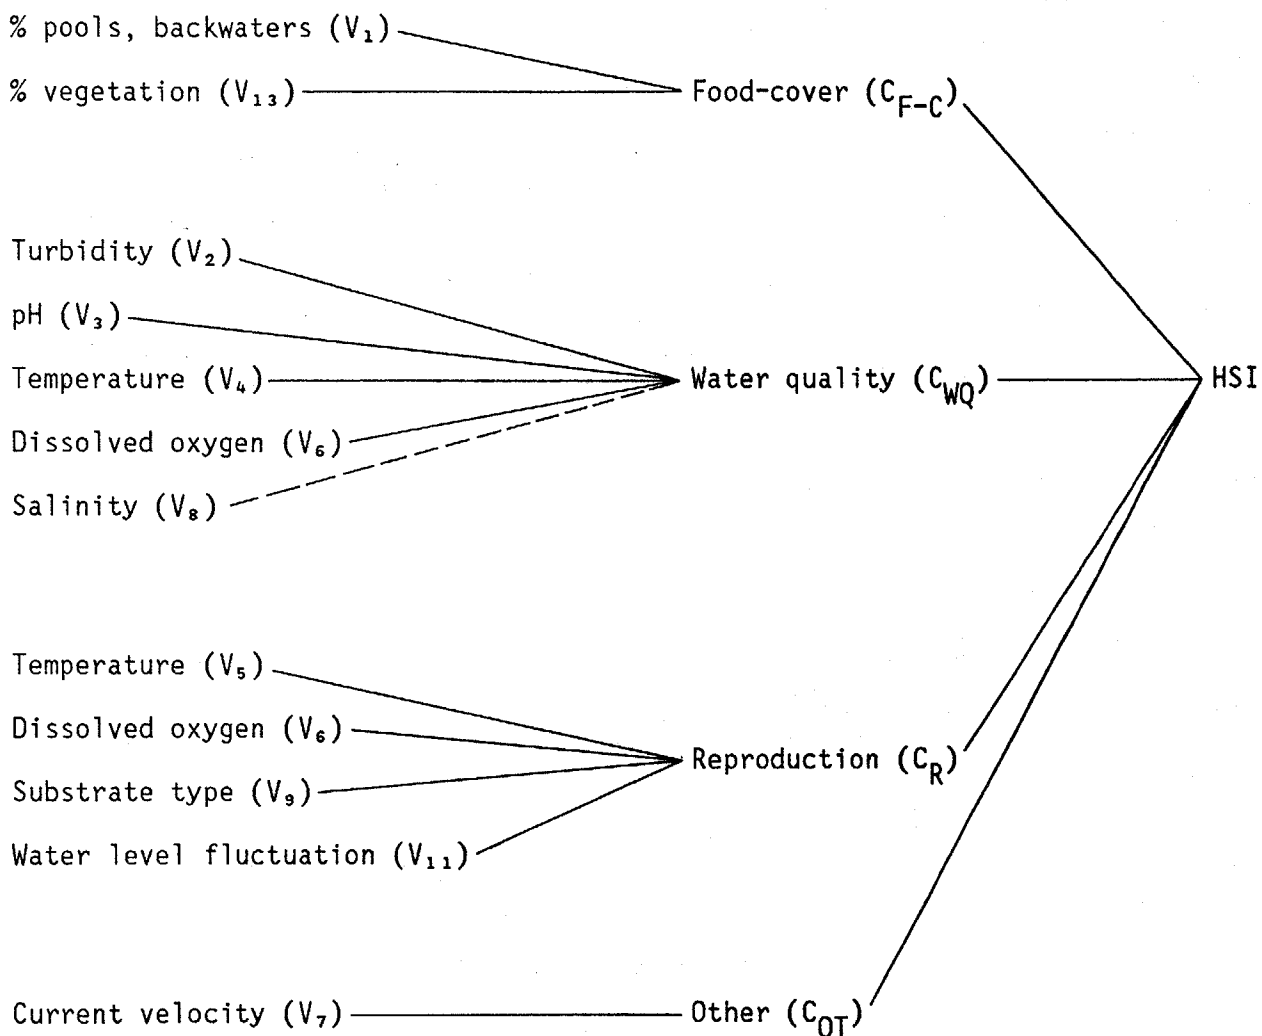 % pools, backwaters (V₁)
% vegetation (V₁₃)
Food-cover (C_F-C)
Turbidity (V₂)
pH (V₃)
Temperature (V₄)
Water quality (C_WQ)
HSI
Dissolved oxygen (V₆)
Salinity (V₈)
Temperature (V₅)
Dissolved oxygen (V₆)
Reproduction (C_R)
Substrate type (V₉)
Water level fluctuation (V₁₁)
Current velocity (V₇)
Other (C_OT)